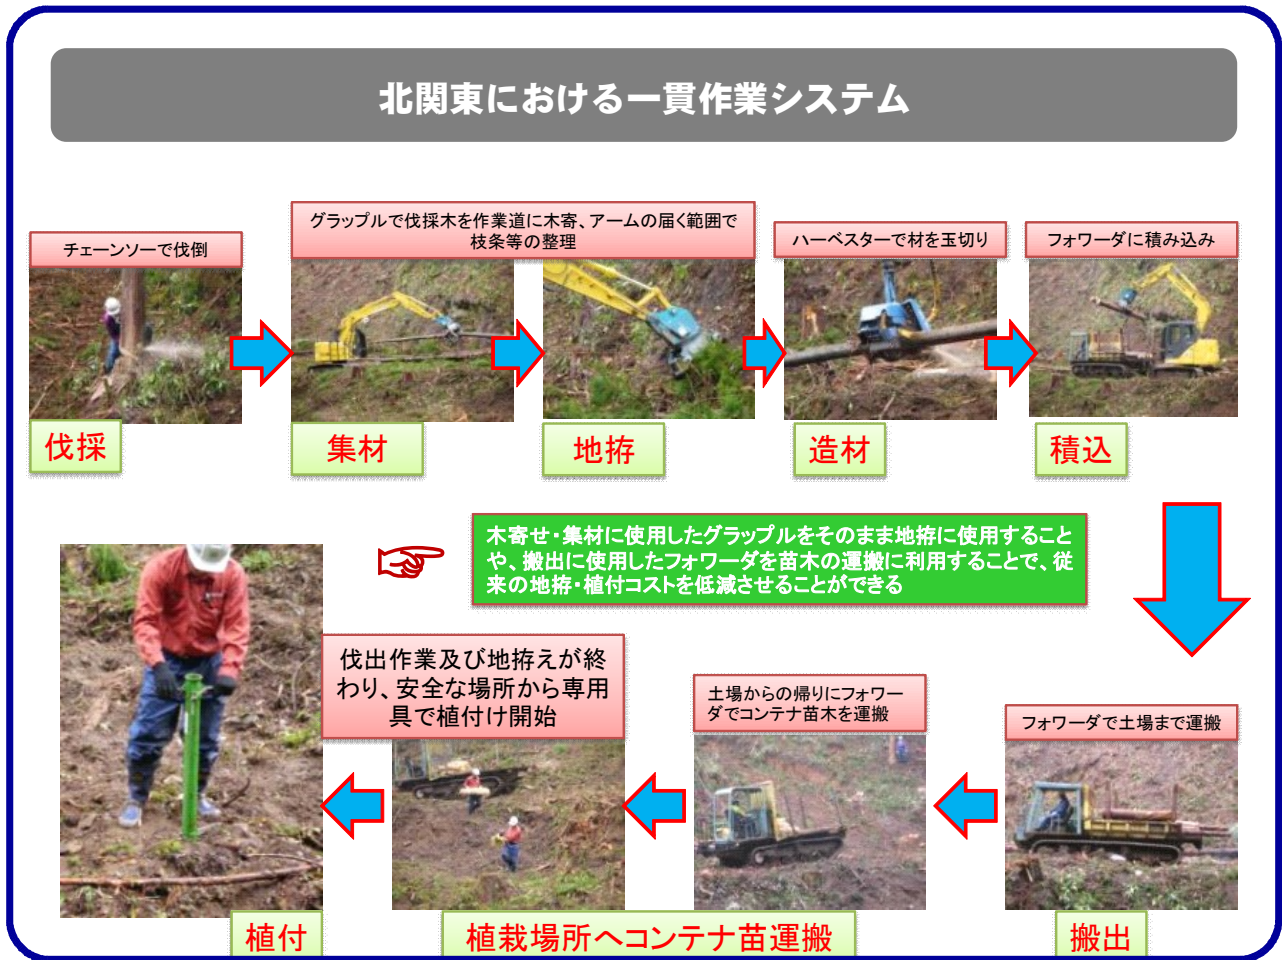 北関東における一貫作業システム
チェーンソーで伐倒
グラップルで伐採木を作業道に木寄、アームの届く範囲で
枝条等の整理
ハーベスターで材を玉切り
フォワーダに積み込み
伐採
集材
地拵
造材
積込
木寄せ・集材に使用したグラップルをそのまま地拵に使用すること
や、搬出に使用したフォワーダを苗木の運搬に利用することで、従
来の地拵・植付コストを低減させることができる
フォワーダで土場まで運搬
土場からの帰りにフォワー
ダでコンテナ苗木を運搬
伐出作業及び地拵えが終
わり、安全な場所から専用
具で植付け開始
搬出
植栽場所へコンテナ苗運搬
植付